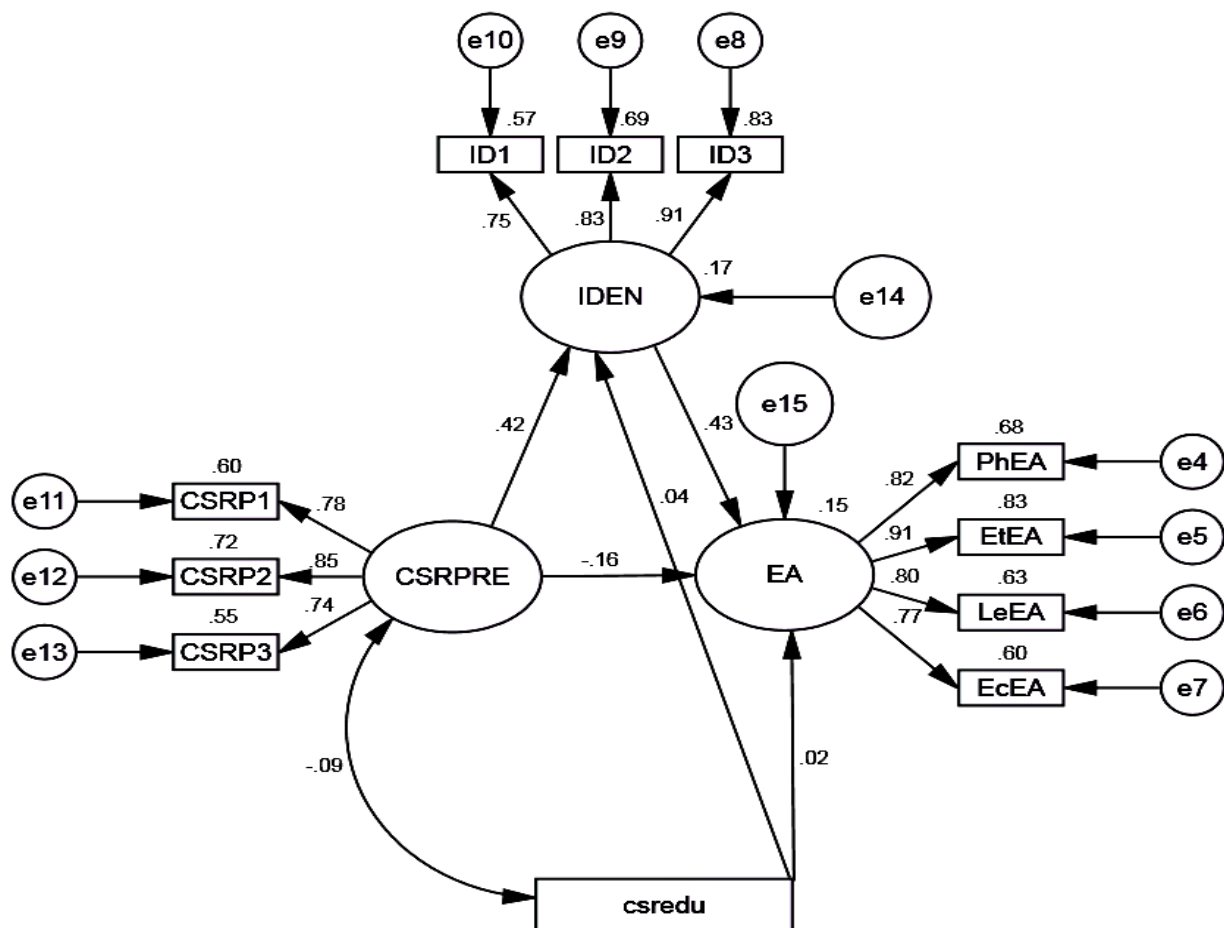 e10 e9 e8
.57 .69 .83
ID1 ID2 ID3
.75 .83 .91
.17
IDEN e14
e15
.42 .43
.68
PhEA e4
.60 .82 .83
e11 CSRP1 .78 .04 .15 .91 EtEA e5
.72 .85 .80 .63
e12 CSRP2 CSRPRE -.16 EA LeEA e6
.55 .74 .77 .60
e13 CSRP3 EcEA e7
-.09 .02
csredu